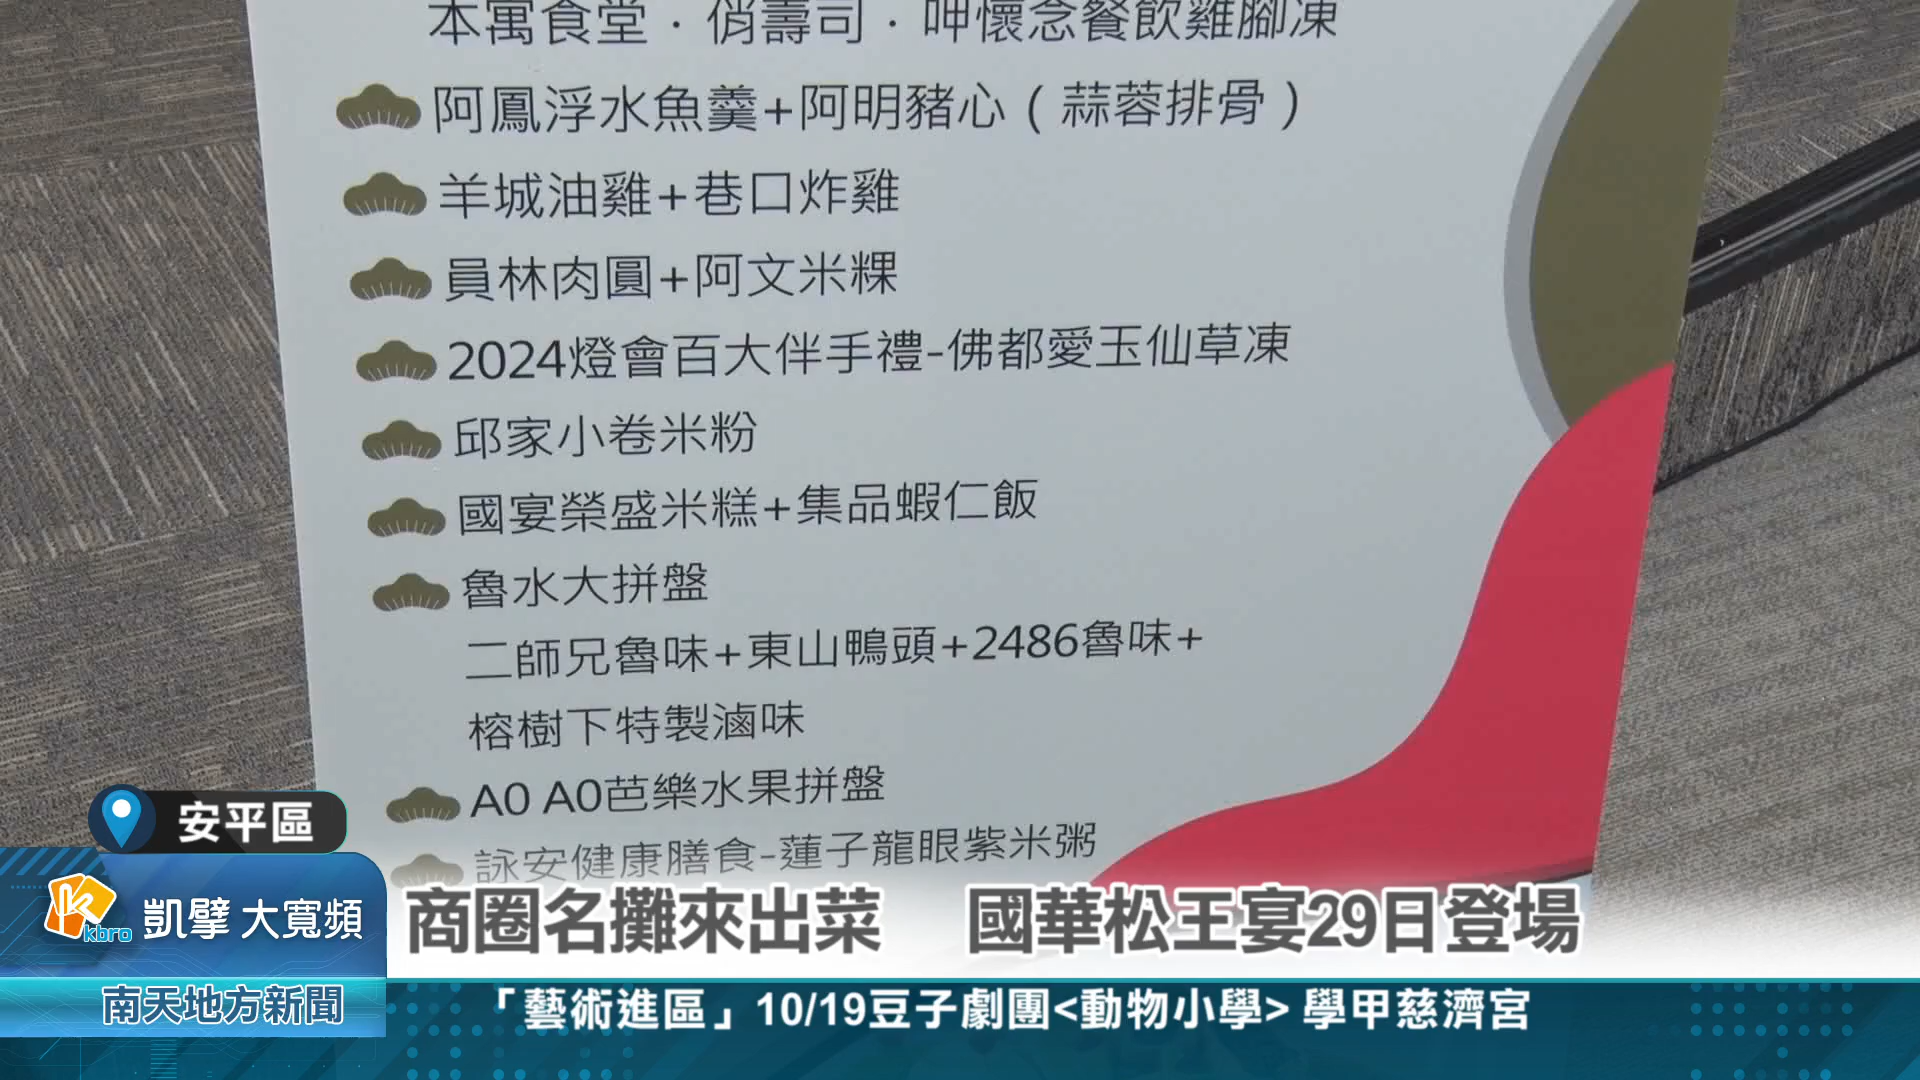 本寓食堂·俏壽司·呷懷念餐飲雞腳凍
阿鳳浮水魚羹+阿明豬心（蒜蓉排骨）
羊城油雞+巷口炸雞
員林肉圓+阿文米粿
2024燈會百大伴手禮-佛都愛玉仙草凍
邱家小卷米粉
國宴榮盛米糕+集品蝦仁飯
魯水大拼盤
二師兄魯味+東山鴨頭+2486魯味+
榕樹下特製滷味
A0 A0芭樂水果拼盤
詠安健康膳食-蓮子龍眼紫米粥
安平區
kbro 凱擘大寬頻
商圈名攤來出菜 國華松王宴29日登場
南天地方新聞
「藝術進區」10/19豆子劇團<動物小學> 學甲慈濟宮